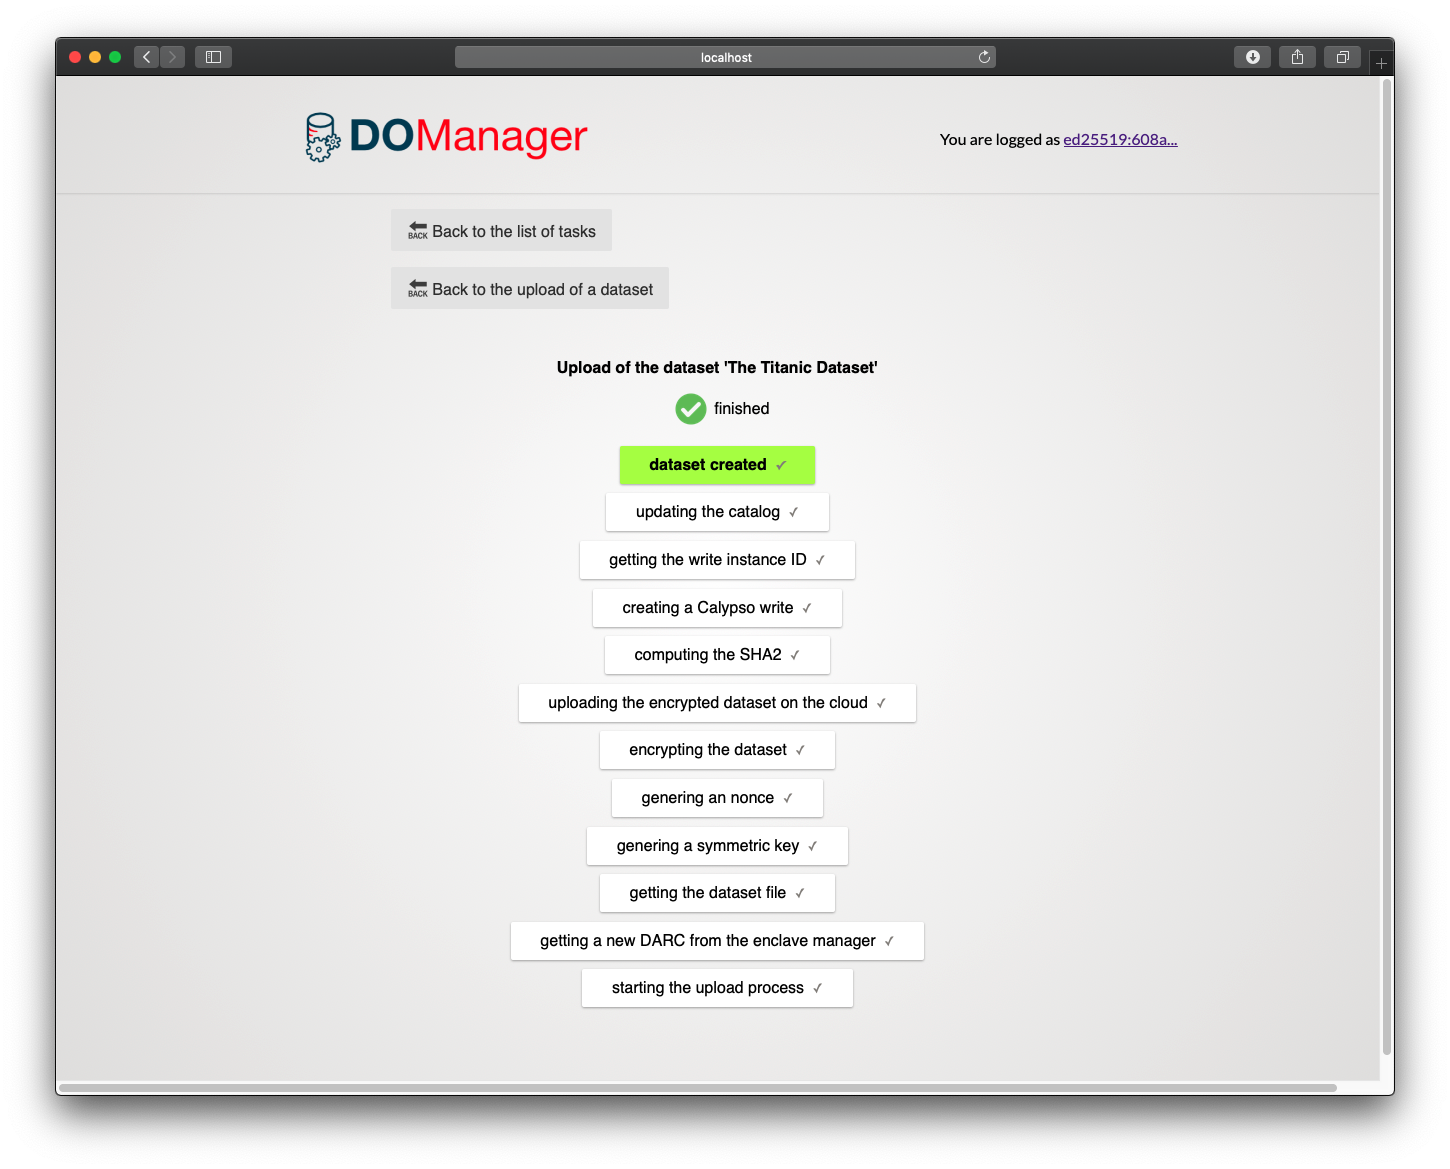 localhost
DOManager
You are logged as ed25519:608a...
BACK Back to the list of tasks
BACK Back to the upload of a dataset
Upload of the dataset 'The Titanic Dataset'
finished
dataset created ✓
updating the catalog ✓
getting the write instance ID ✓
creating a Calypso write ✓
computing the SHA2 ✓
uploading the encrypted dataset on the cloud ✓
encrypting the dataset ✓
genering an nonce ✓
genering a symmetric key ✓
getting the dataset file ✓
getting a new DARC from the enclave manager ✓
starting the upload process ✓